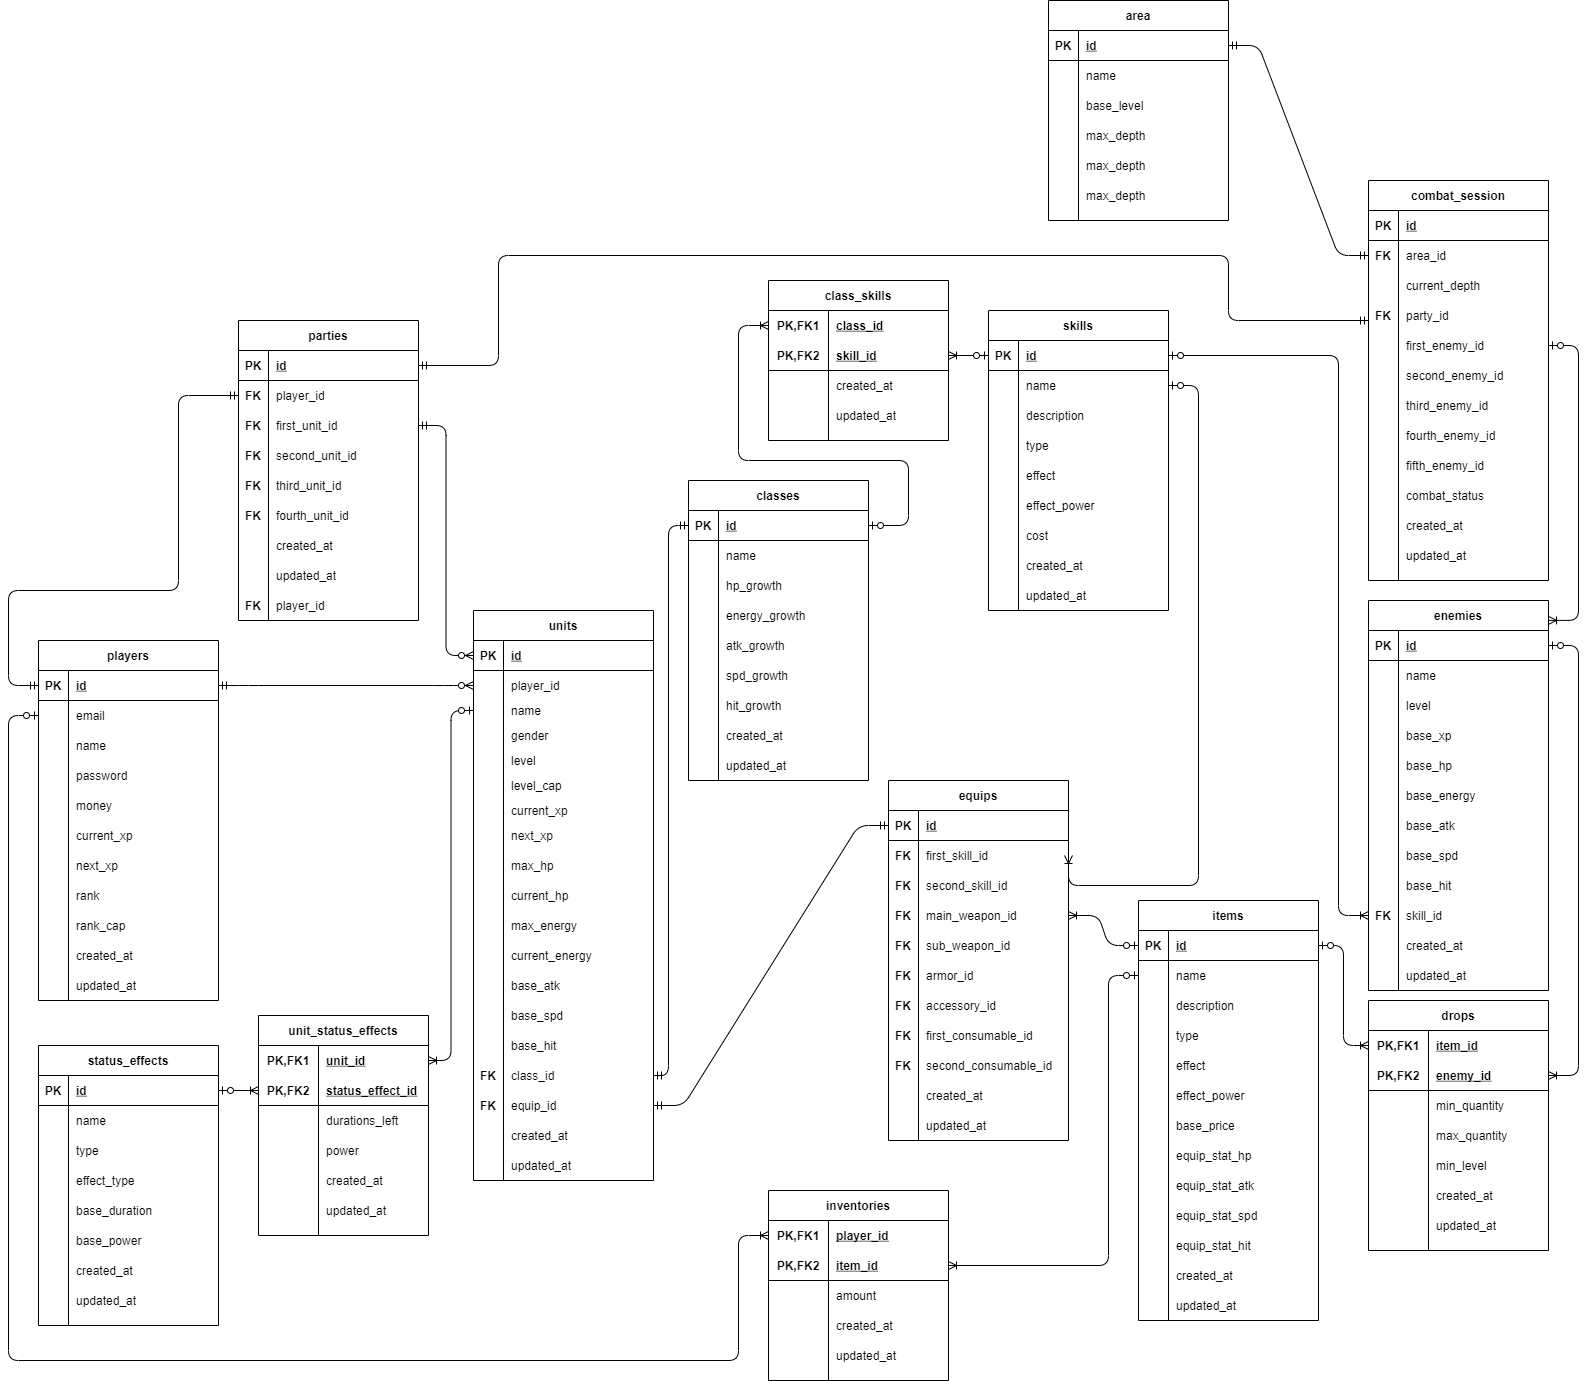 area
PK id
name
base_level
max_depth
max_depth
max_depth
combat_session
PK id
FK area_id
current_depth
FK party_id
first_enemy_id
second_enemy_id
third_enemy_id
fourth_enemy_id
fifth_enemy_id
combat_status
created_at
updated_at
class_skills
PK,FK1 class_id
PK,FK2 skill_id
created_at
updated_at
skills
PK id
name
description
type
effect
effect_power
cost
created_at
updated_at
parties
PK id
FK player_id
FK first_unit_id
FK second_unit_id
FK third_unit_id
FK fourth_unit_id
created_at
updated_at
FK player_id
classes
PK id
name
hp_growth
energy_growth
atk_growth
spd_growth
hit_growth
created_at
updated_at
enemies
PK id
name
level
base_xp
base_hp
base_energy
base_atk
base_spd
base_hit
FK skill_id
created_at
updated_at
units
PK id
player_id
name
gender
level
level_cap
current_xp
next_xp
max_hp
current_hp
max_energy
current_energy
base_atk
base_spd
base_hit
FK class_id
FK equip_id
created_at
updated_at
players
PK id
email
name
password
money
current_xp
next_xp
rank
rank_cap
created_at
updated_at
equips
PK id
FK first_skill_id
FK second_skill_id
FK main_weapon_id
FK sub_weapon_id
FK armor_id
FK accessory_id
FK first_consumable_id
FK second_consumable_id
created_at
updated_at
items
PK id
name
description
type
effect
effect_power
base_price
equip_stat_hp
equip_stat_atk
equip_stat_spd
equip_stat_hit
created_at
updated_at
drops
PK,FK1 item_id
PK,FK2 enemy_id
min_quantity
max_quantity
min_level
created_at
updated_at
unit_status_effects
PK,FK1 unit_id
PK,FK2 status_effect_id
durations_left
power
created_at
updated_at
status_effects
PK id
name
type
effect_type
base_duration
base_power
created_at
updated_at
inventories
PK,FK1 player_id
PK,FK2 item_id
amount
created_at
updated_at